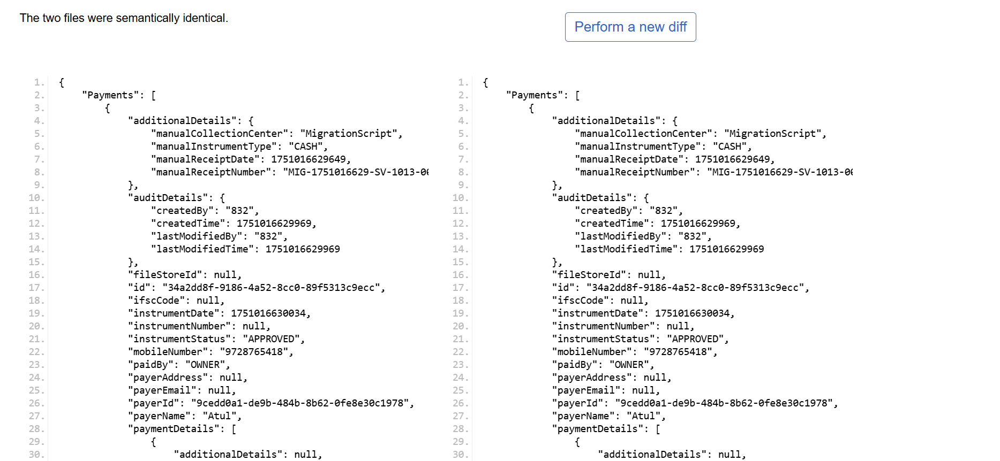 The two files were semantically identical.
Perform a new diff
1. {
2. "Payments": [
3. {
4. "additionalDetails": {
5. "manualCollectionCenter": "MigrationScript",
6. "manualInstrumentType": "CASH",
7. "manualReceiptDate": 1751016629649,
8. "manualReceiptNumber": "MIG-1751016629-SV-1013-0
9. },
10. "auditDetails": {
11. "createdBy": "832",
12. "createdTime": 1751016629969,
13. "lastModifiedBy": "832",
14. "lastModifiedTime": 1751016629969
15. },
16. "fileStoreId": null,
17. "id": "34a2dd8f-9186-4a52-8cc0-89f5313c9ecc",
18. "ifscCode": null,
19. "instrumentDate": 1751016630034,
20. "instrumentNumber": null,
21. "instrumentStatus": "APPROVED",
22. "mobileNumber": "9728765418",
23. "paidBy": "OWNER",
24. "payerAddress": null,
25. "payerEmail": null,
26. "payerId": "9cedd0a1-de9b-484b-8b62-0fe8e30c1978",
27. "payerName": "Atul",
28. "paymentDetails": [
29. {
30. "additionalDetails": null,
1. {
2. "Payments": [
3. {
4. "additionalDetails": {
5. "manualCollectionCenter": "MigrationScript",
6. "manualInstrumentType": "CASH",
7. "manualReceiptDate": 1751016629649,
8. "manualReceiptNumber": "MIG-1751016629-SV-1013-0
9. },
10. "auditDetails": {
11. "createdBy": "832",
12. "createdTime": 1751016629969,
13. "lastModifiedBy": "832",
14. "lastModifiedTime": 1751016629969
15. },
16. "fileStoreId": null,
17. "id": "34a2dd8f-9186-4a52-8cc0-89f5313c9ecc",
18. "ifscCode": null,
19. "instrumentDate": 1751016630034,
20. "instrumentNumber": null,
21. "instrumentStatus": "APPROVED",
22. "mobileNumber": "9728765418",
23. "paidBy": "OWNER",
24. "payerAddress": null,
25. "payerEmail": null,
26. "payerId": "9cedd0a1-de9b-484b-8b62-0fe8e30c1978",
27. "payerName": "Atul",
28. "paymentDetails": [
29. {
30. "additionalDetails": null,